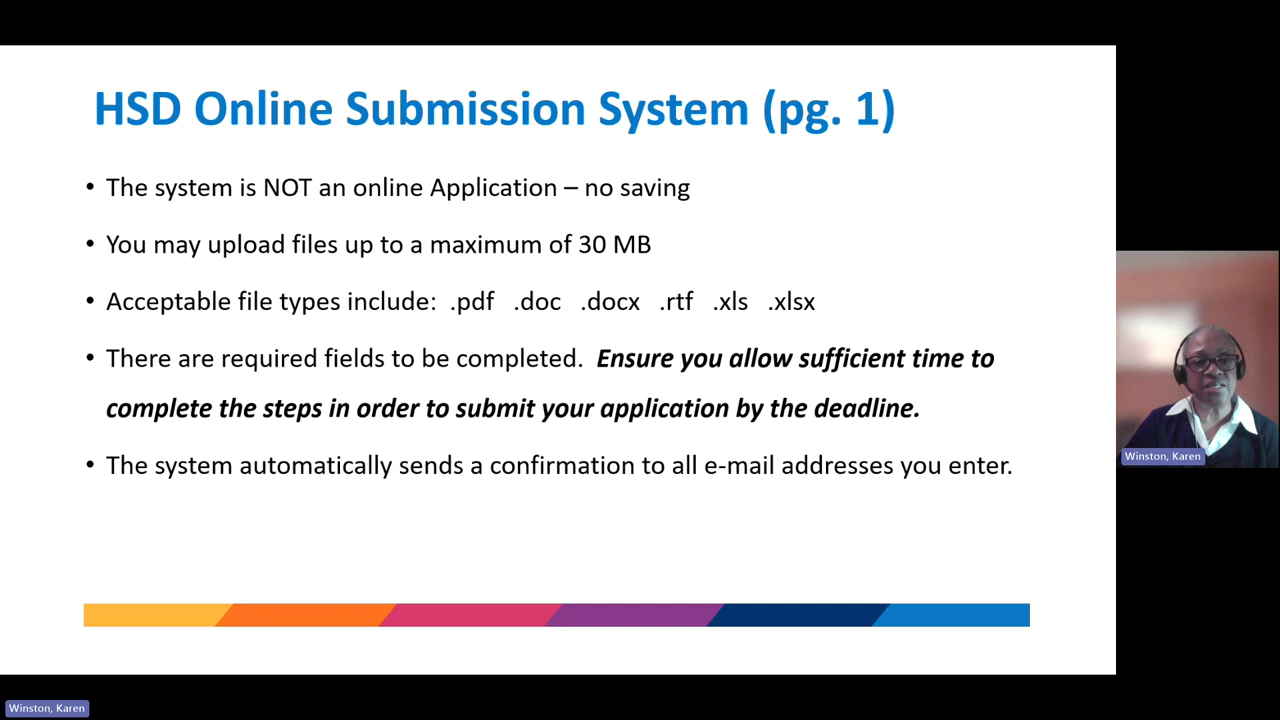 HSD Online Submission System (pg. 1)
• The system is NOT an online Application – no saving
• You may upload files up to a maximum of 30 MB
• Acceptable file types include: .pdf .doc .docx .rtf .xls .xlsx
• There are required fields to be completed. Ensure you allow sufficient time to
complete the steps in order to submit your application by the deadline.
• The system automatically sends a confirmation to all e-mail addresses you enter.
Winston, Karen
Winston, Karen